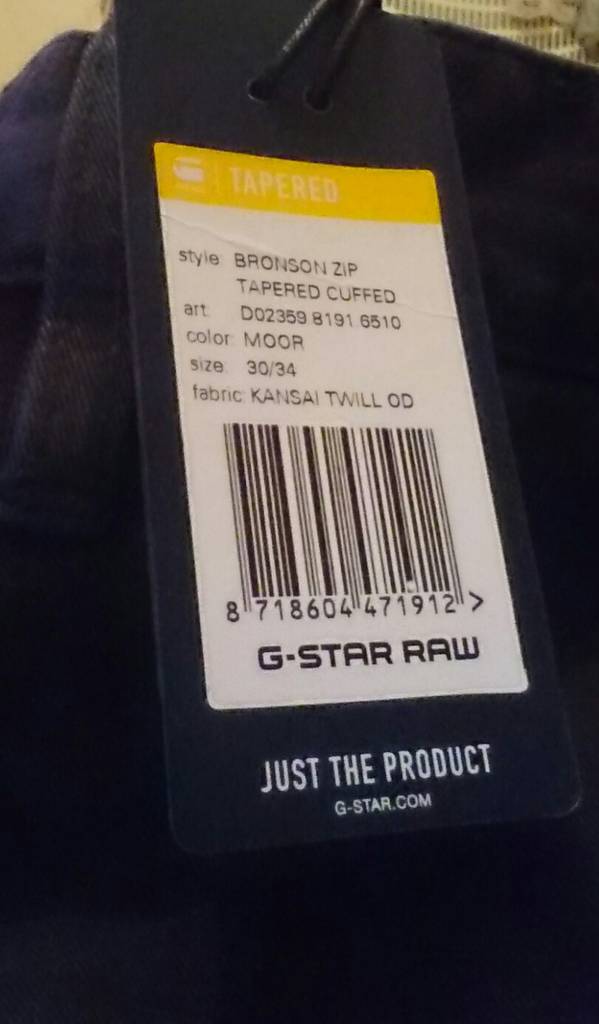 TAPERED
style: BRONSON ZIP
TAPERED CUFFED
art: D02359 8191 6510
color: MOOR
size: 30/34
fabric: KANSAI TWILL OD
8 718604 471912 >
G-STAR RAW
JUST THE PRODUCT
G-STAR.COM